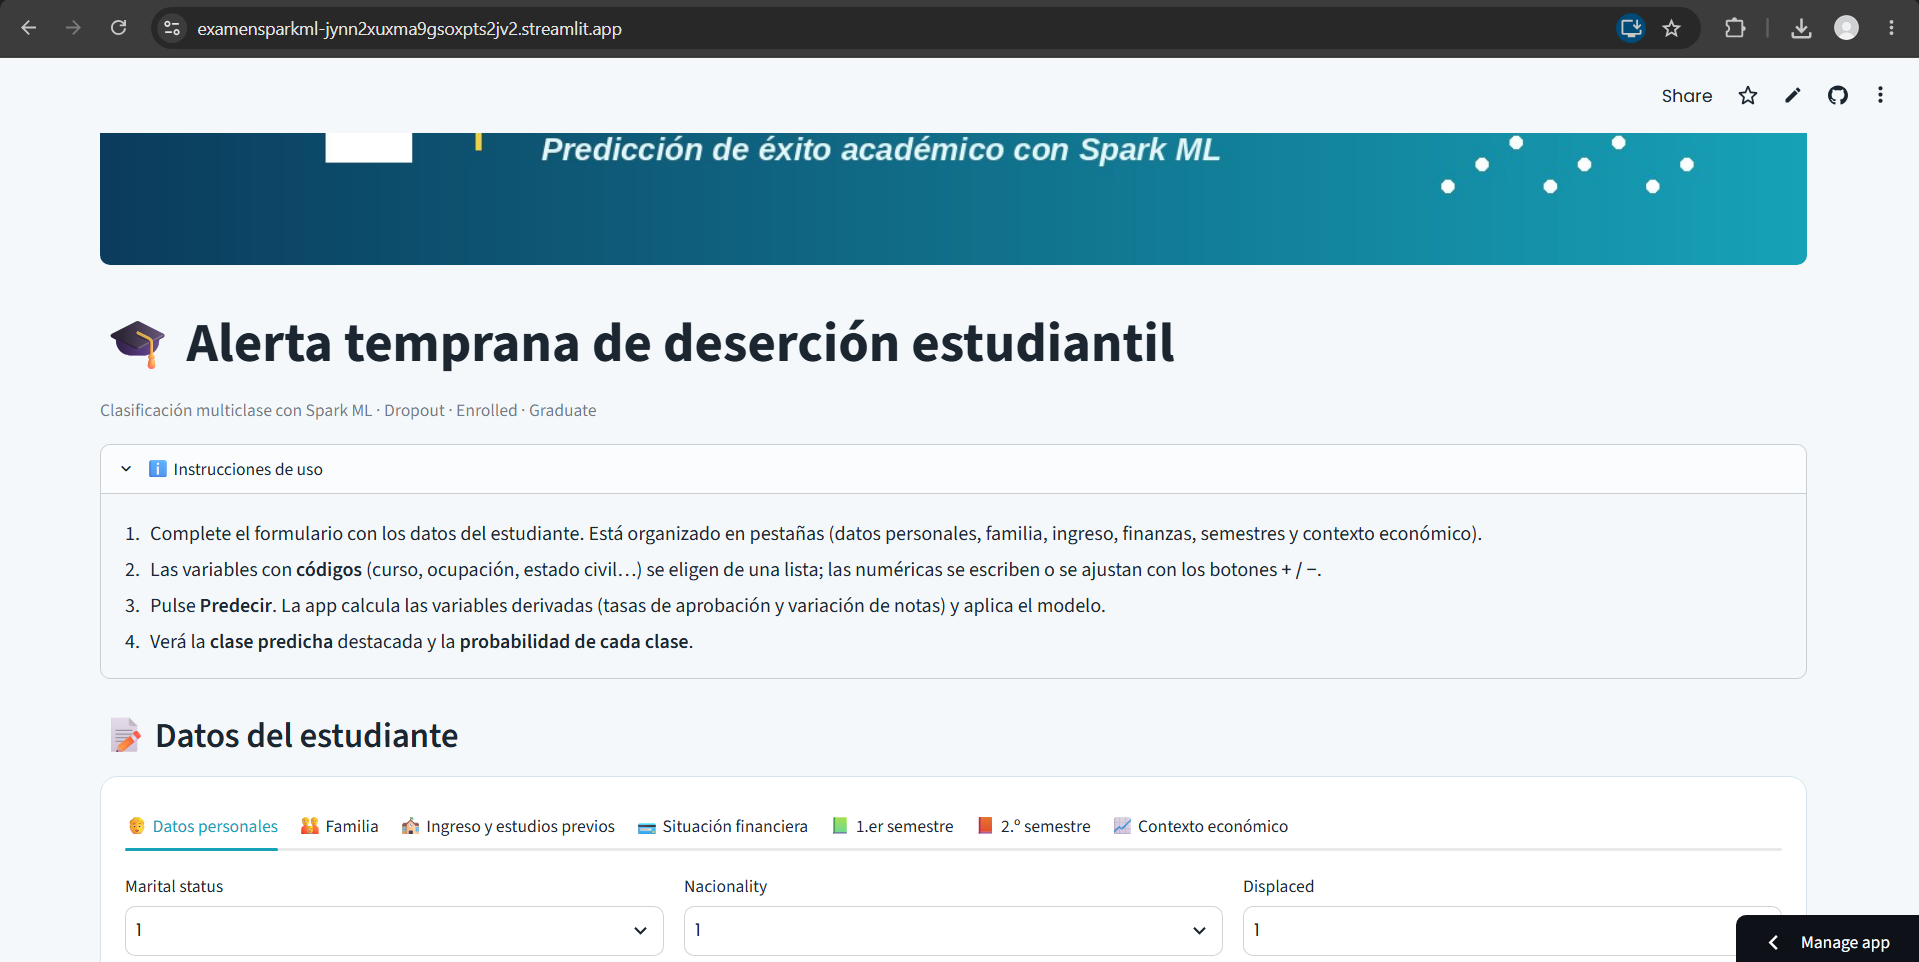 examensparkml-jynn2xuxma9gsoxpts2jv2.streamlit.app
Share
Predicción de éxito académico con Spark ML
Alerta temprana de deserción estudiantil
Clasificación multiclase con Spark ML · Dropout · Enrolled · Graduate
Instrucciones de uso
1. Complete el formulario con los datos del estudiante. Está organizado en pestañas (datos personales, familia, ingreso, finanzas, semestres y contexto económico).
2. Las variables con códigos (curso, ocupación, estado civil…) se eligen de una lista; las numéricas se escriben o se ajustan con los botones + / −.
3. Pulse Predecir. La app calcula las variables derivadas (tasas de aprobación y variación de notas) y aplica el modelo.
4. Verá la clase predicha destacada y la probabilidad de cada clase.
Datos del estudiante
Datos personales Familia Ingreso y estudios previos Situación financiera 1.er semestre 2.º semestre Contexto económico
Marital status Nacionality Displaced
1 1 1
Manage app